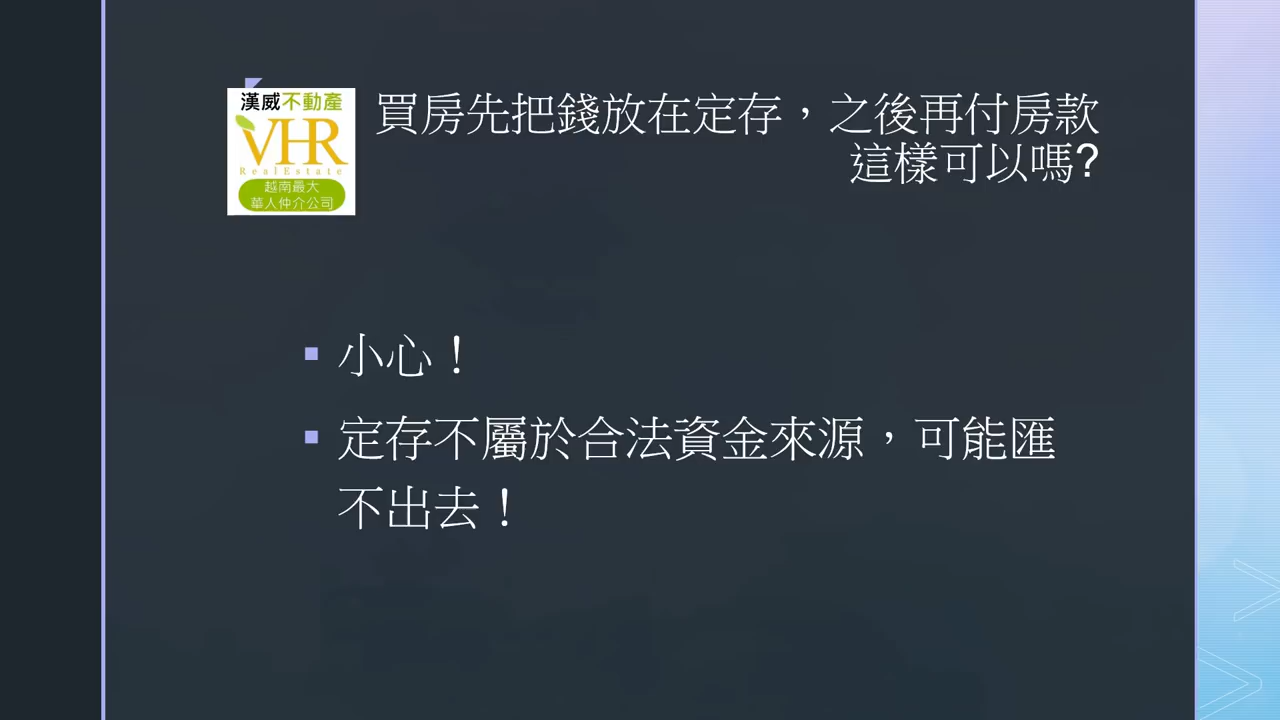 漢威不動產
VHR
RealEstate
越南最大
華人仲介公司
買房先把錢放在定存，之後再付房款
這樣可以嗎?
小心！
定存不屬於合法資金來源，可能匯
不出去！